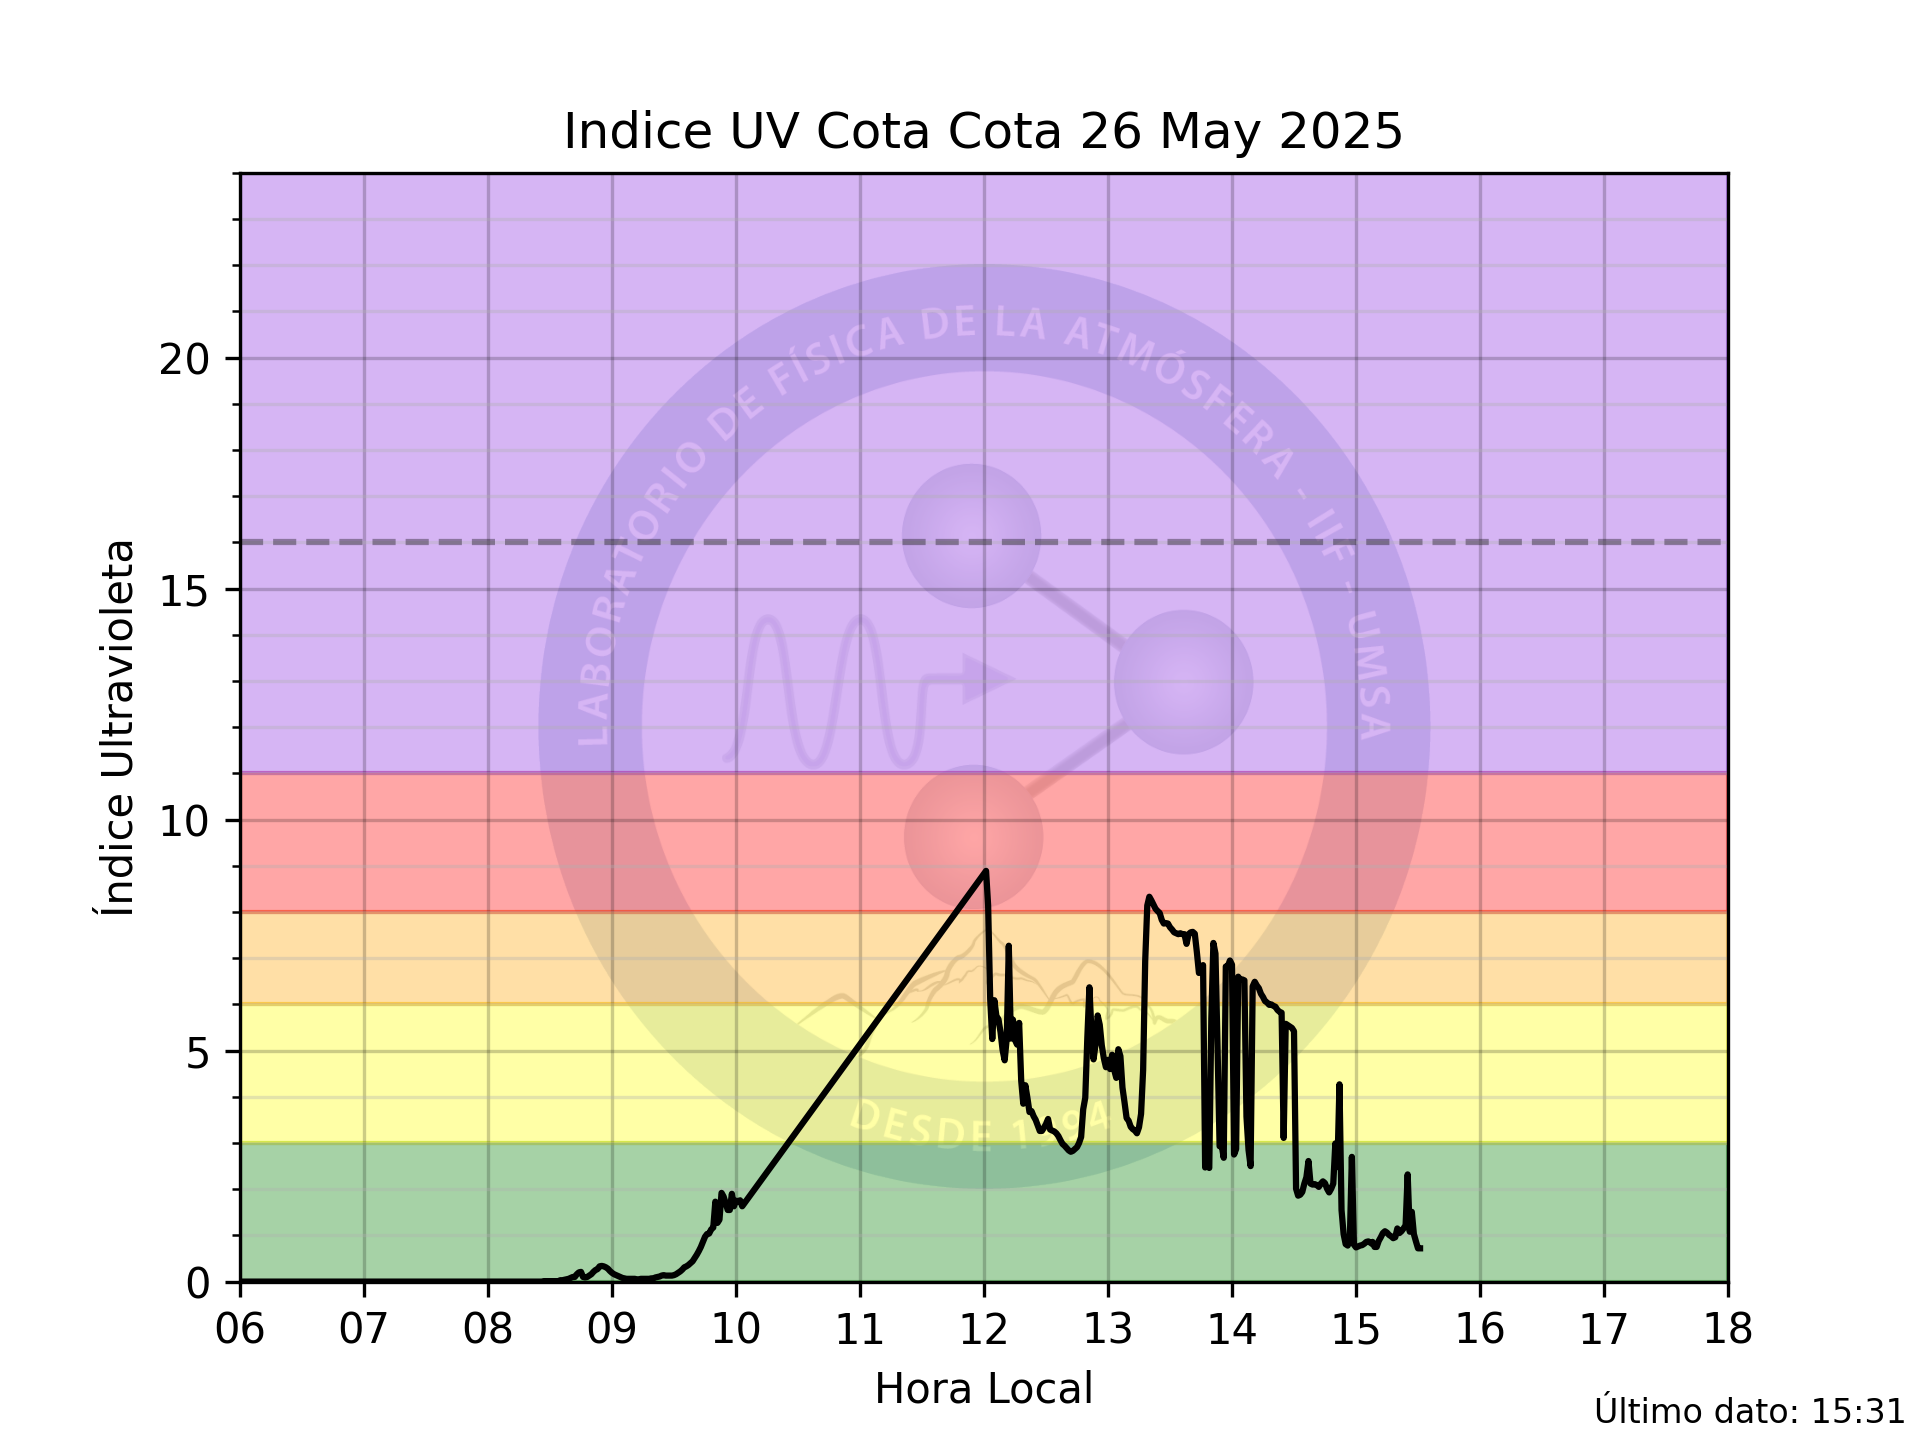 Indice UV Cota Cota 26 May 2025
Índice Ultravioleta
20
15
10
5
0
LABORATORIO DE FÍSICA DE LA ATMÓSFERA - IIF - UMSA
DESDE 1994
06 07 08 09 10 11 12 13 14 15 16 17 18
Hora Local
Último dato: 15:31